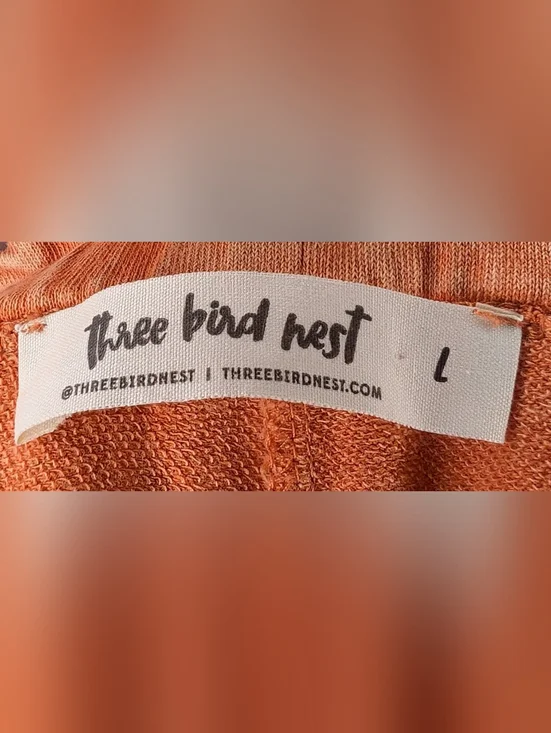 three bird nest
@THREEBIRDNEST | THREEBIRDNEST.COM
L